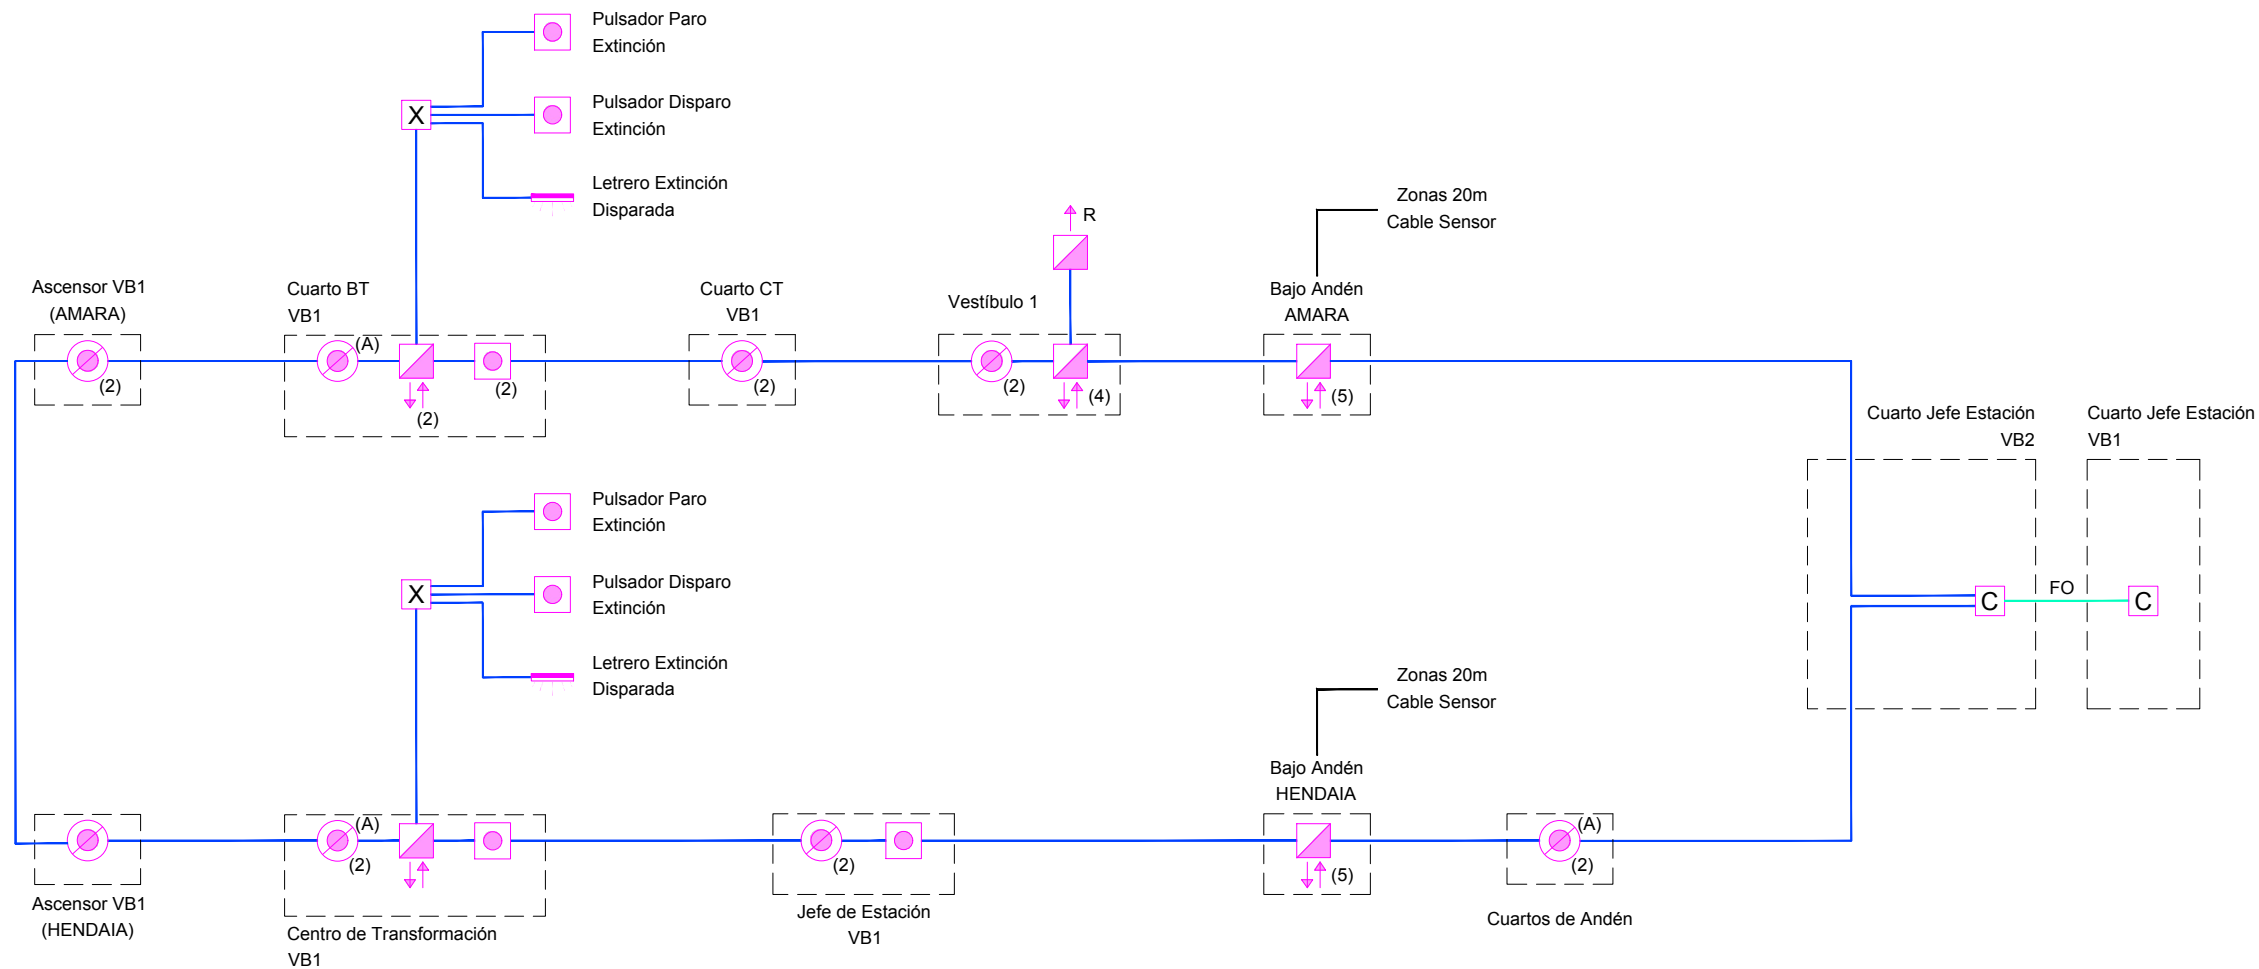 Pulsador Paro
Extinción
X
Pulsador Disparo
Extinción
Letrero Extinción
Disparada
R
Zonas 20m
Cable Sensor
Ascensor VB1
(AMARA)
(2)
Cuarto BT
VB1
(A)
(2)
(2)
Cuarto CT
VB1
(2)
Vestíbulo 1
(2)
(4)
Bajo Andén
AMARA
(5)
Cuarto Jefe Estación
VB2
Cuarto Jefe Estación
VB1
C
FO
C
Pulsador Paro
Extinción
X
Pulsador Disparo
Extinción
Letrero Extinción
Disparada
Zonas 20m
Cable Sensor
Ascensor VB1
(HENDAIA)
(A)
(2)
Centro de Transformación
VB1
(2)
Jefe de Estación
VB1
Bajo Andén
HENDAIA
(5)
(A)
(2)
Cuartos de Andén